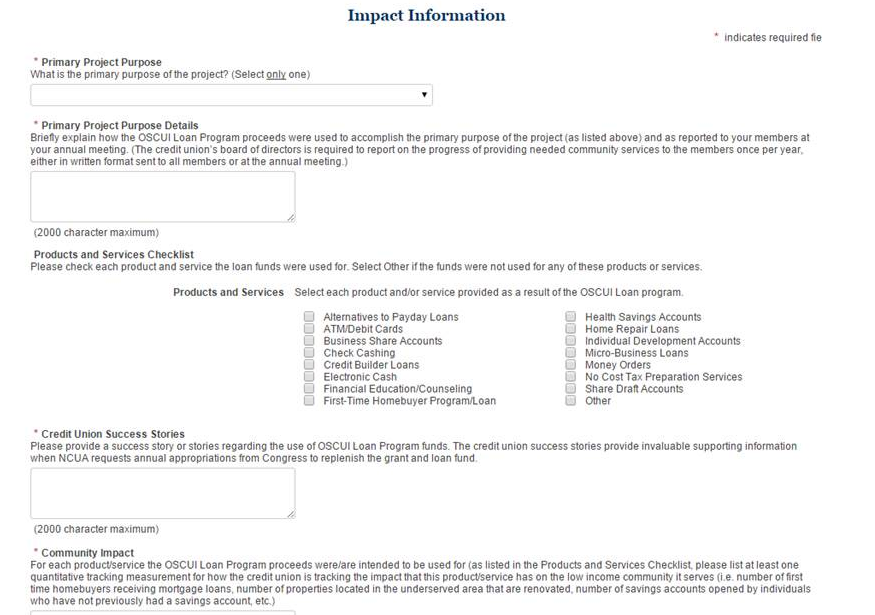 Impact Information
* indicates required fie
* Primary Project Purpose
What is the primary purpose of the project? (Select only one)
* Primary Project Purpose Details
Briefly explain how the OSCUI Loan Program proceeds were used to accomplish the primary purpose of the project (as listed above) and as reported to your members at
your annual meeting. (The credit union's board of directors is required to report on the progress of providing needed community services to the members once per year,
either in written format sent to all members or at the annual meeting.)
(2000 character maximum)
Products and Services Checklist
Please check each product and service the loan funds were used for. Select Other if the funds were not used for any of these products or services.
Products and Services Select each product and/or service provided as a result of the OSCUI Loan program.
Alternatives to Payday Loans
ATM/Debit Cards
Business Share Accounts
Check Cashing
Credit Builder Loans
Electronic Cash
Financial Education/Counseling
First-Time Homebuyer Program/Loan
Health Savings Accounts
Home Repair Loans
Individual Development Accounts
Micro-Business Loans
Money Orders
No Cost Tax Preparation Services
Share Draft Accounts
Other
* Credit Union Success Stories
Please provide a success story or stories regarding the use of OSCUI Loan Program funds. The credit union success stories provide invaluable supporting information
when NCUA requests annual appropriations from Congress to replenish the grant and loan fund.
(2000 character maximum)
* Community Impact
For each product/service the OSCUI Loan Program proceeds were/are intended to be used for (as listed in the Products and Services Checklist, please list at least one
quantitative tracking measurement for how the credit union is tracking the impact that this product/service has on the low income community it serves (i.e. number of first
time homebuyers receiving mortgage loans, number of properties located in the underserved area that are renovated, number of savings accounts opened by individuals
who have not previously had a savings account, etc.)